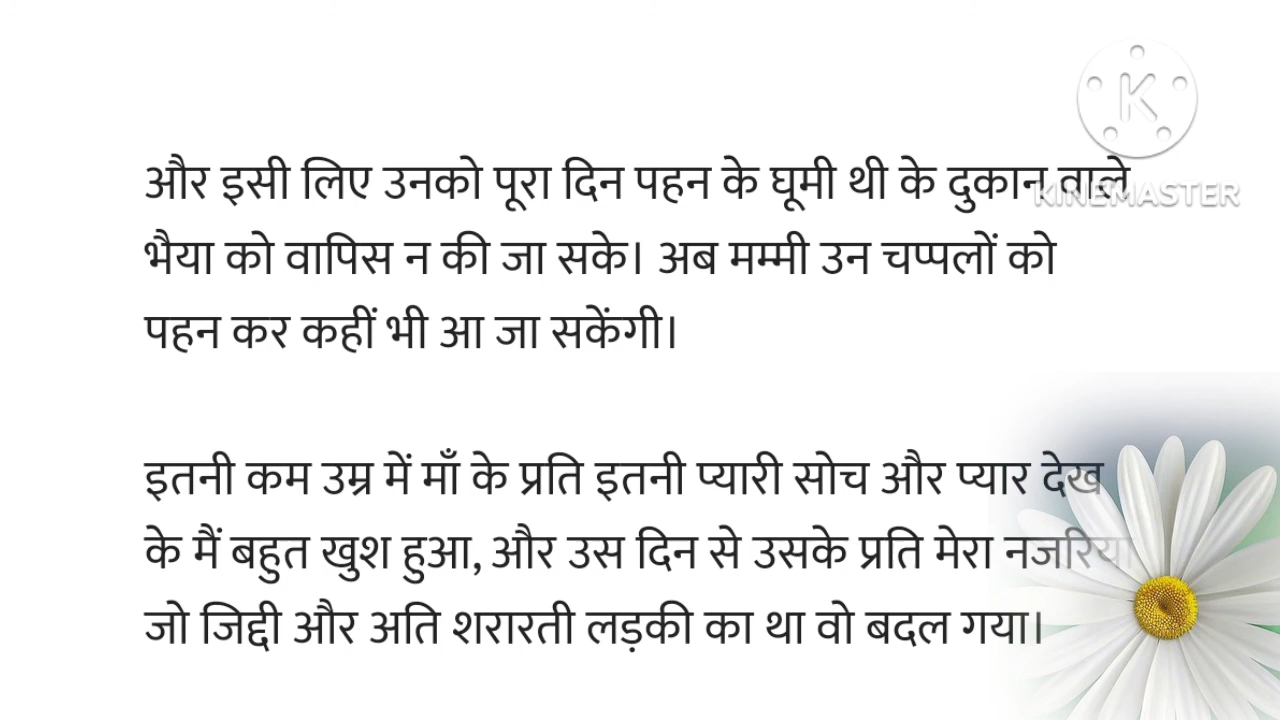 K
KINEMASTER
और इसी लिए उनको पूरा दिन पहन के घूमी थी के दुकान वाले
भैया को वापिस न की जा सके। अब मम्मी उन चप्पलों को
पहन कर कहीं भी आ जा सकेंगी।
इतनी कम उम्र में माँ के प्रति इतनी प्यारी सोच और प्यार देख
के मैं बहुत खुश हुआ, और उस दिन से उसके प्रति मेरा नजरिया
जो जिद्दी और अति शरारती लड़की का था वो बदल गया।